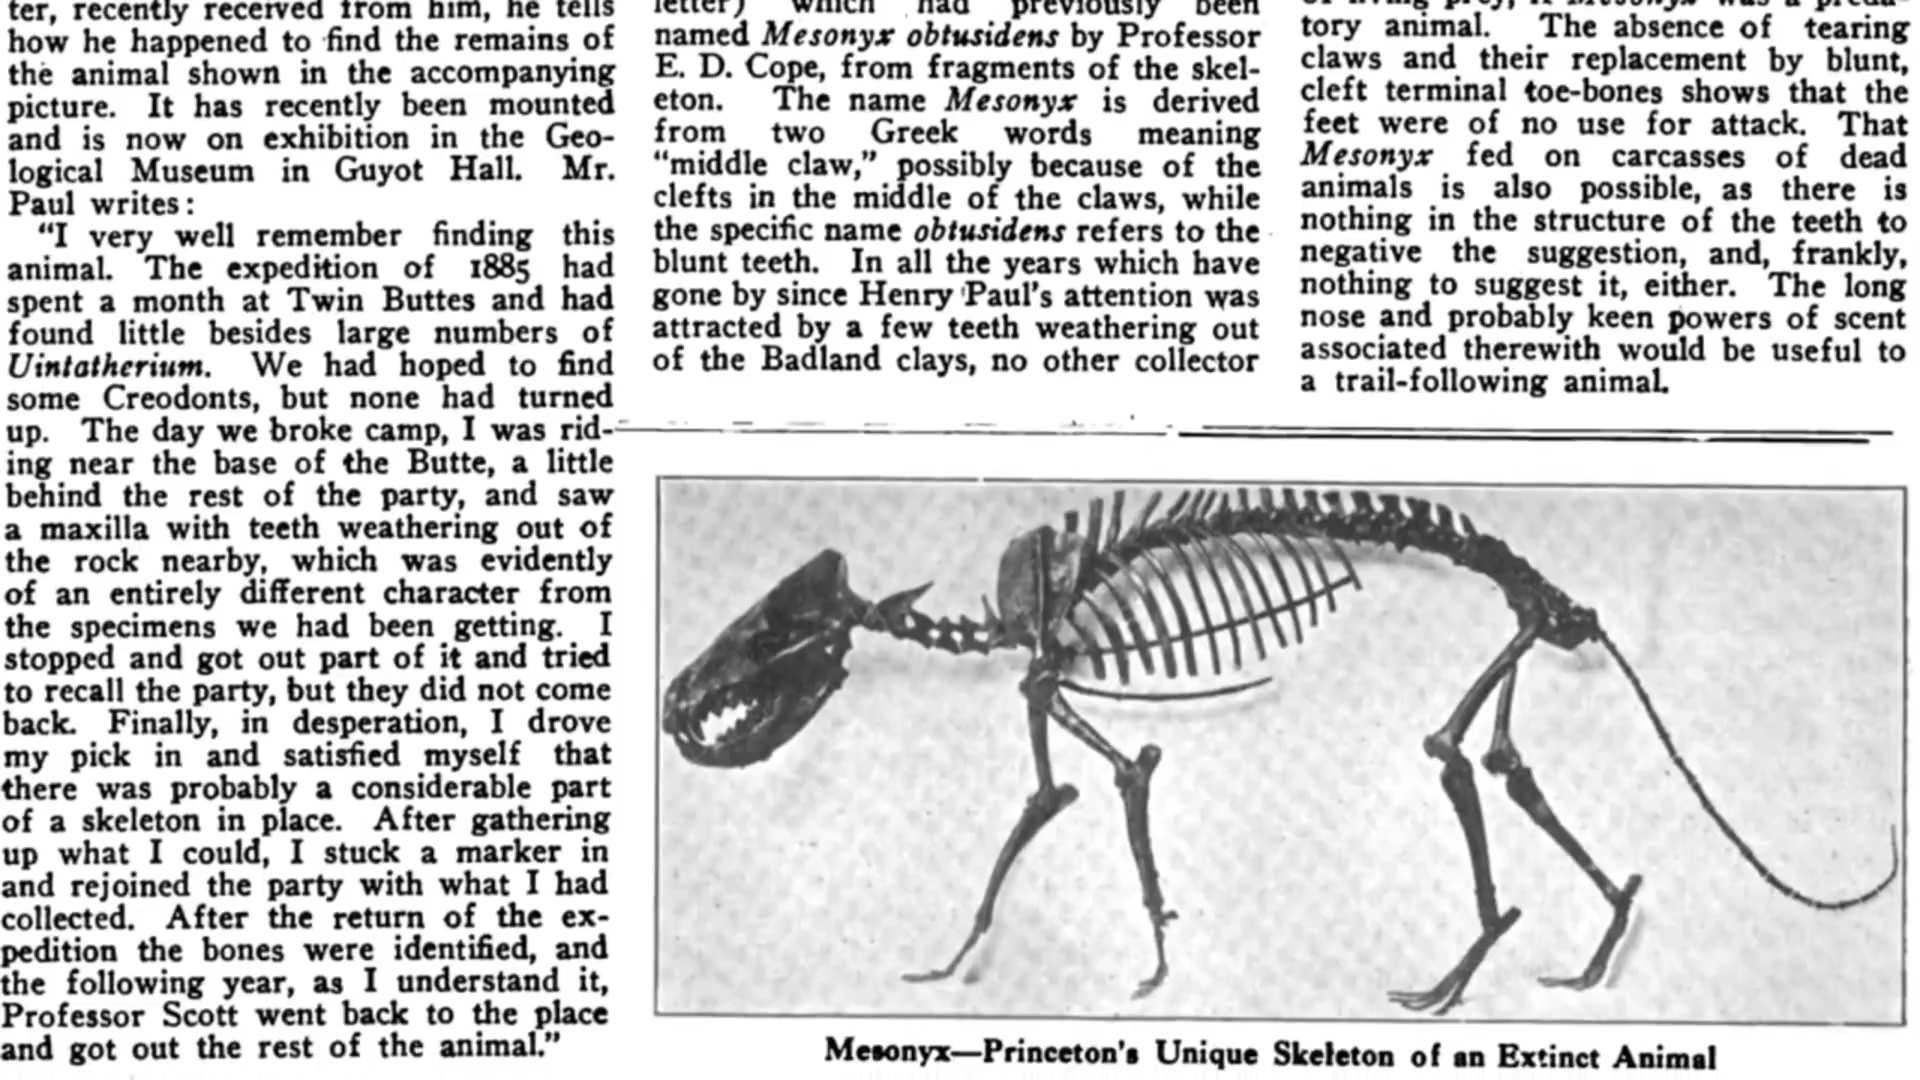 ter, recently received from him, he tells
how he happened to find the remains of
the animal shown in the accompanying
picture. It has recently been mounted
and is now on exhibition in the Geo-
logical Museum in Guyot Hall. Mr.
Paul writes:
“I very well remember finding this
animal. The expedition of 1885 had
spent a month at Twin Buttes and had
found little besides large numbers of
Uintatherium. We had hoped to find
some Creodonts, but none had turned
up. The day we broke camp, I was rid-
ing near the base of the Butte, a little
behind the rest of the party, and saw
a maxilla with teeth weathering out of
the rock nearby, which was evidently
of an entirely different character from
the specimens we had been getting. I
stopped and got out part of it and tried
to recall the party, but they did not come
back. Finally, in desperation, I drove
my pick in and satisfied myself that
there was probably a considerable part
of a skeleton in place. After gathering
up what I could, I stuck a marker in
and rejoined the party with what I had
collected. After the return of the ex-
pedition the bones were identified, and
the following year, as I understand it,
Professor Scott went back to the place
and got out the rest of the animal.”
letter) which had previously been
named Mesonyx obtusidens by Professor
E. D. Cope, from fragments of the skel-
eton. The name Mesonyx is derived
from two Greek words meaning
“middle claw,” possibly because of the
clefts in the middle of the claws, while
the specific name obtusidens refers to the
blunt teeth. In all the years which have
gone by since Henry Paul’s attention was
attracted by a few teeth weathering out
of the Badland clays, no other collector
of living prey, if Mesonyx was a preda-
tory animal. The absence of tearing
claws and their replacement by blunt,
cleft terminal toe-bones shows that the
feet were of no use for attack. That
Mesonyx fed on carcasses of dead
animals is also possible, as there is
nothing in the structure of the teeth to
negative the suggestion, and, frankly,
nothing to suggest it, either. The long
nose and probably keen powers of scent
associated therewith would be useful to
a trail-following animal.
Mesonyx—Princeton’s Unique Skeleton of an Extinct Animal